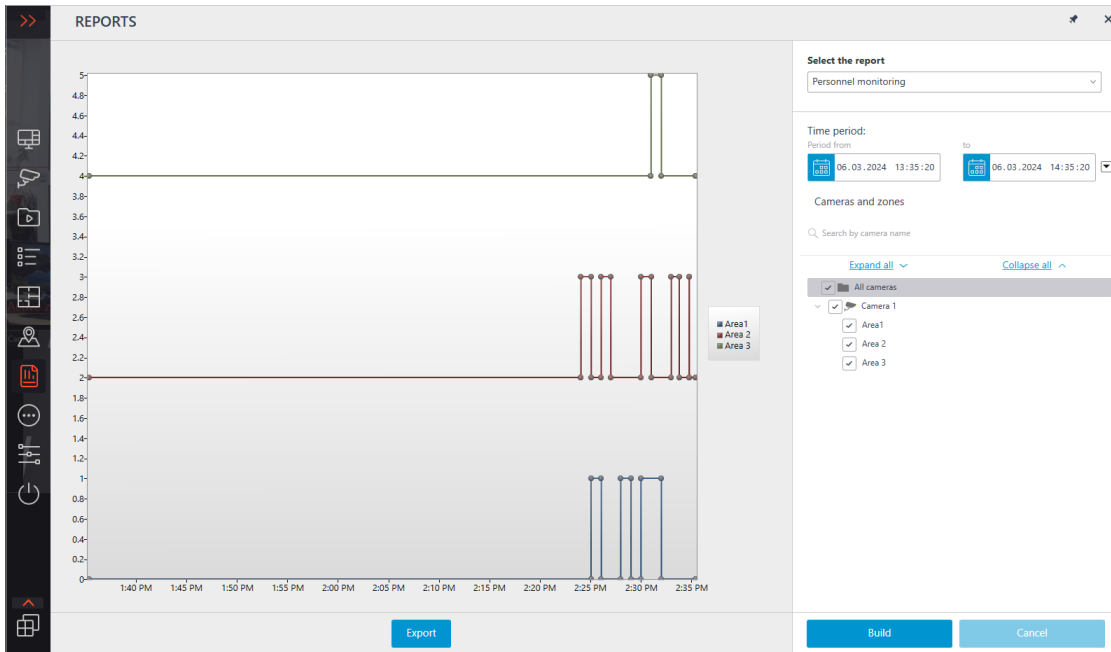 REPORTS
5
4.8
4.6
4.4
4.2
4
3.8
3.6
3.4
3.2
3
2.8
2.6
2.4
2.2
2
1.8
1.6
1.4
1.2
1
0.8
0.6
0.4
0.2
0
1:40 PM 1:45 PM 1:50 PM 1:55 PM 2:00 PM 2:05 PM 2:10 PM 2:15 PM 2:20 PM 2:25 PM 2:30 PM 2:35 PM
Area1
Area 2
Area 3
Export
Select the report
Personnel monitoring
Time period:
Period from to
06.03.2024 13:35:20 06.03.2024 14:35:20
Cameras and zones
Search by camera name
Expand all Collapse all
All cameras
Camera 1
Area1
Area 2
Area 3
Build Cancel